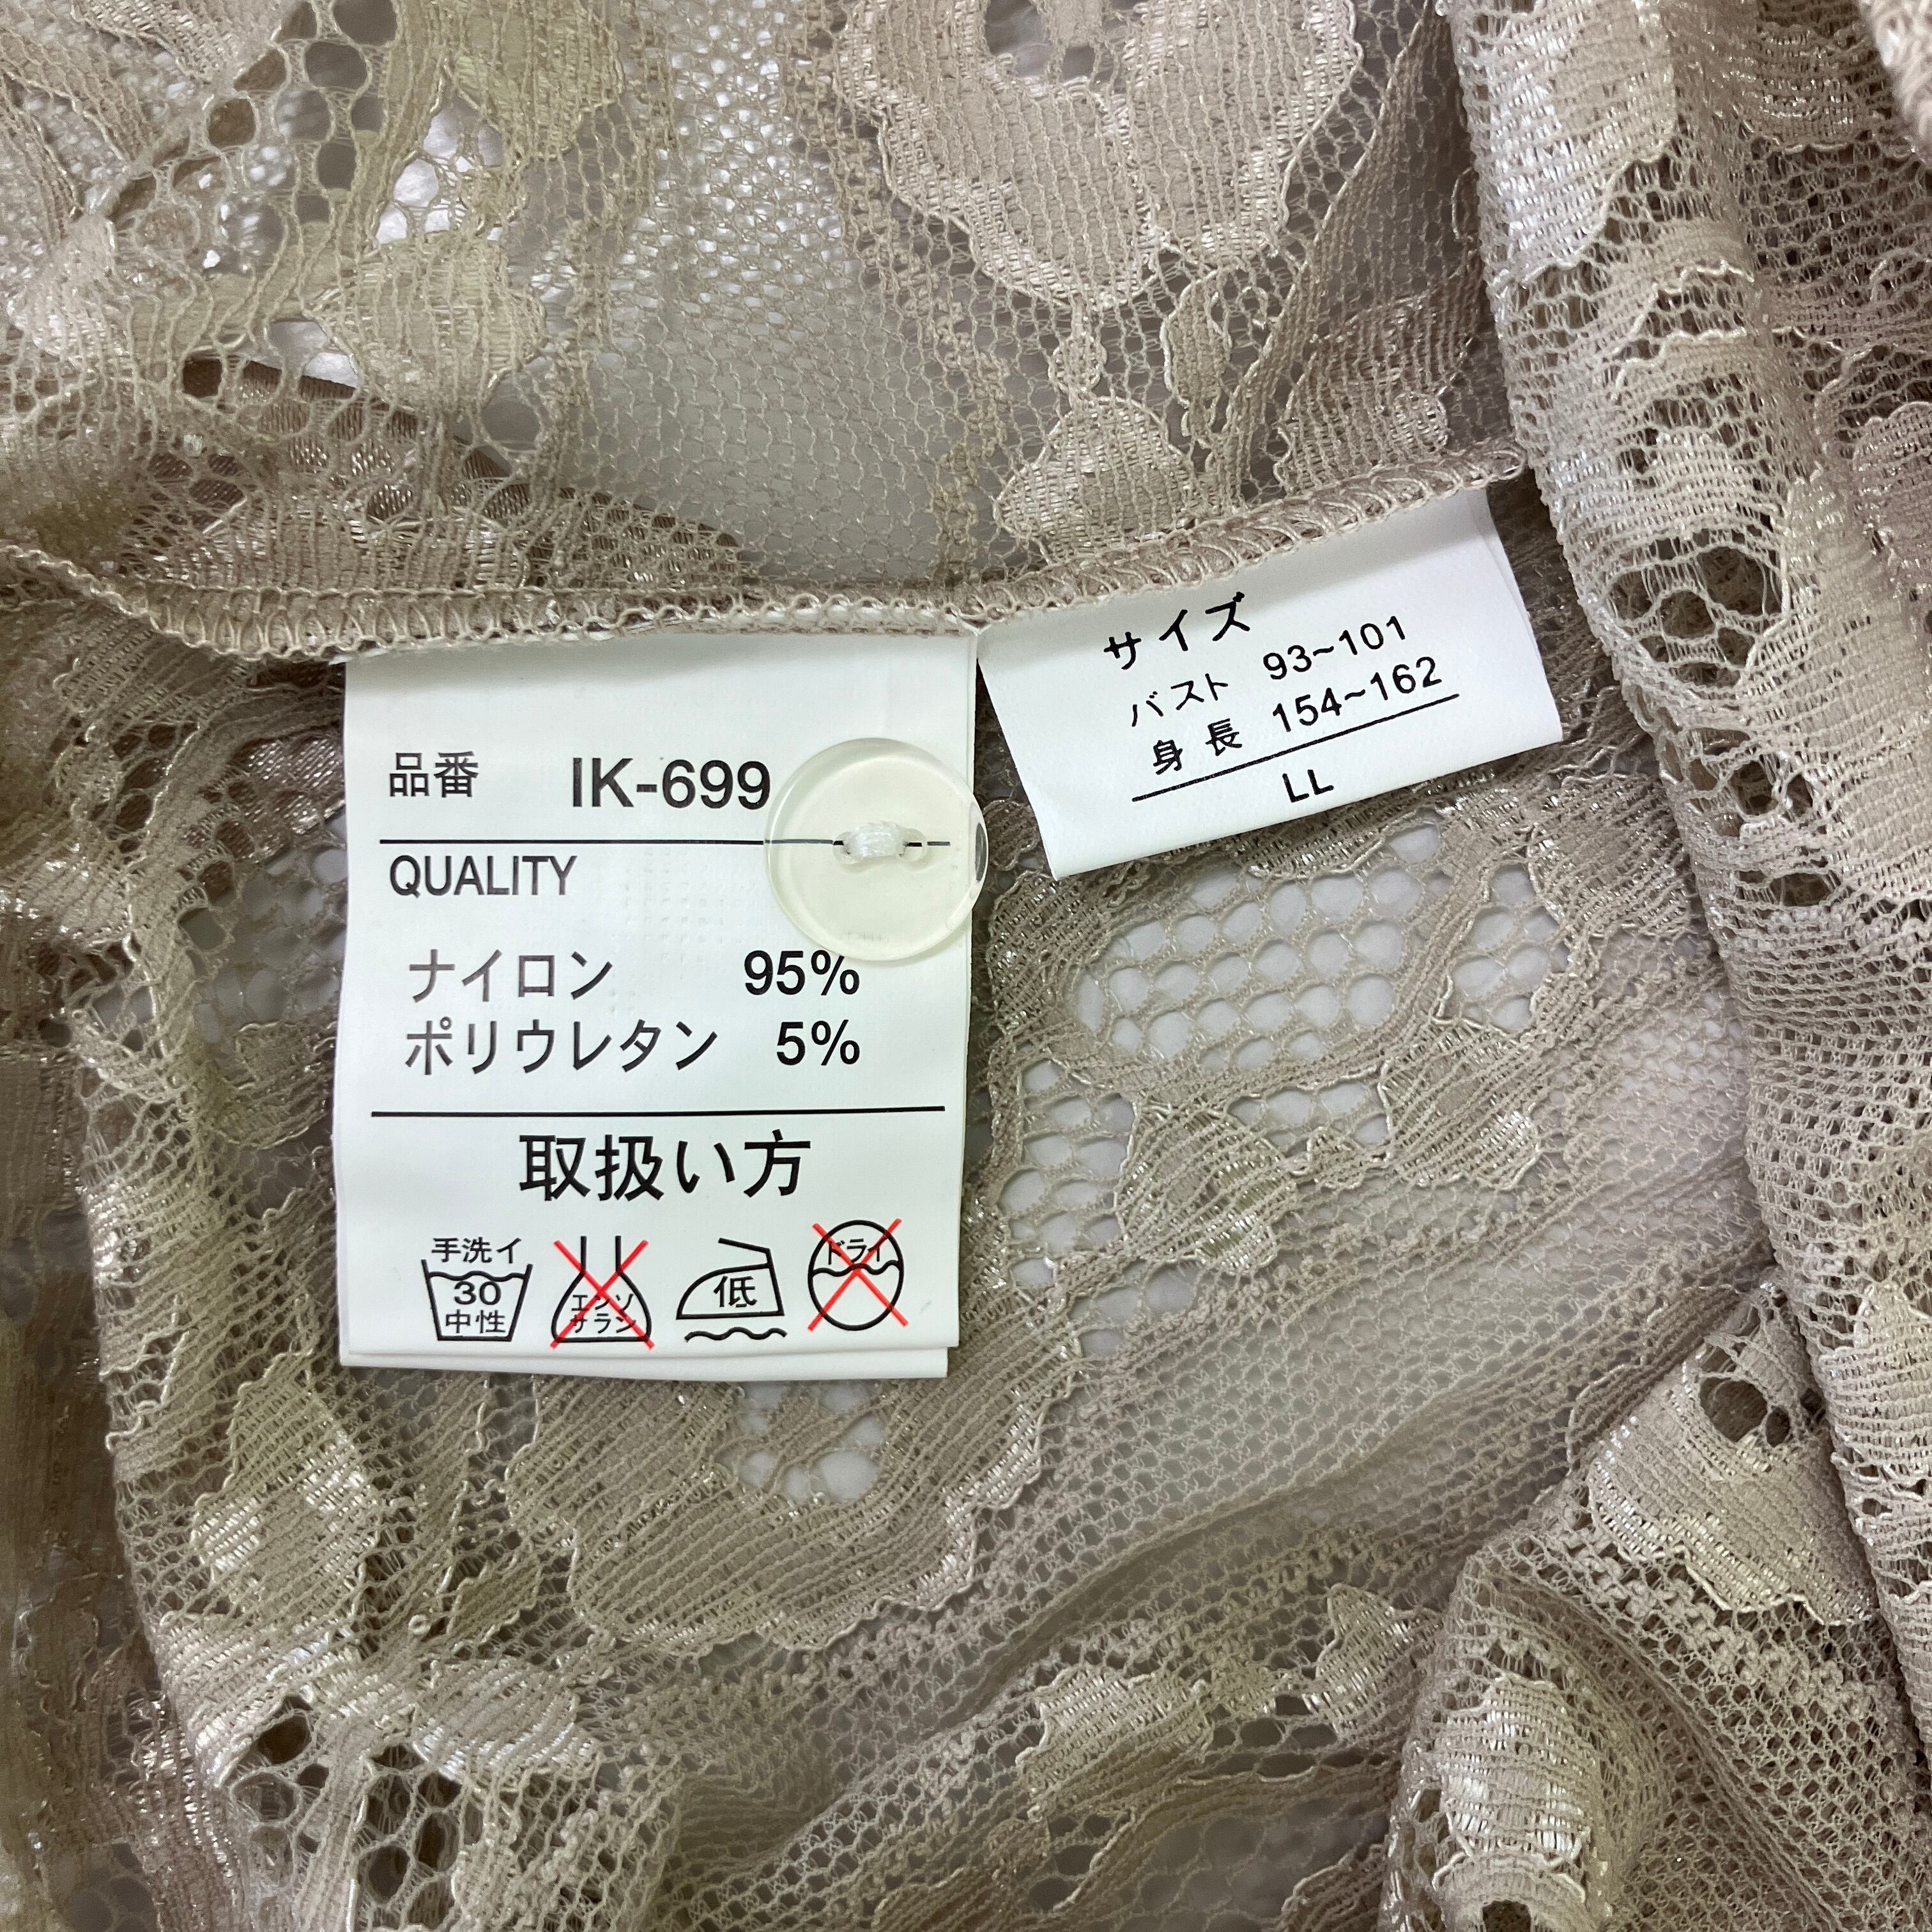 品番 IK-699
QUALITY
ナイロン 95%
ポリウレタン 5%
取扱い方
手洗イ
30
中性
エンソ
サラシ
低
ドライ
サイズ
バスト 93~101
身長 154~162
LL